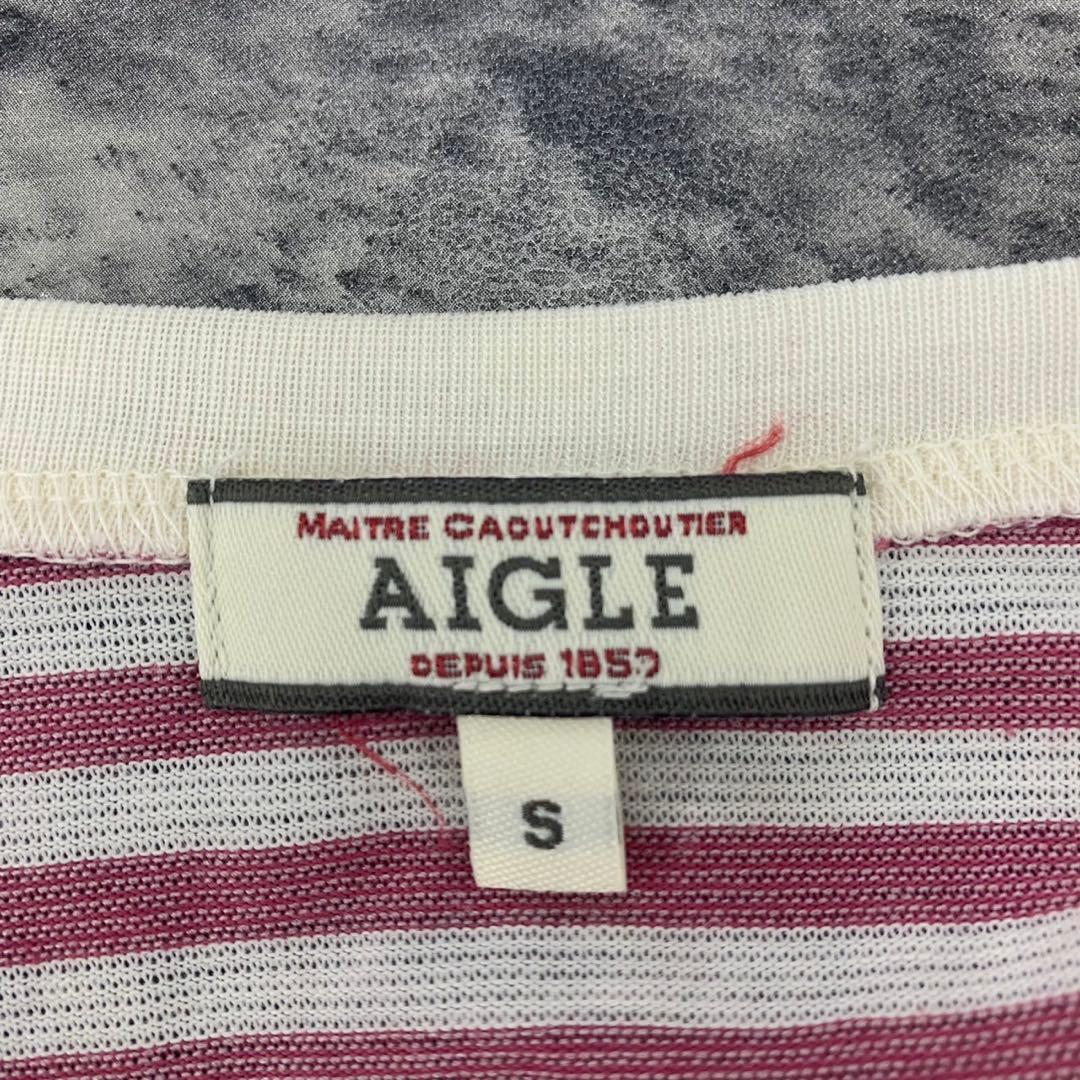 MAITRE CAOUTCHOUTIER
AIGLE
DEPUIS 1853
S